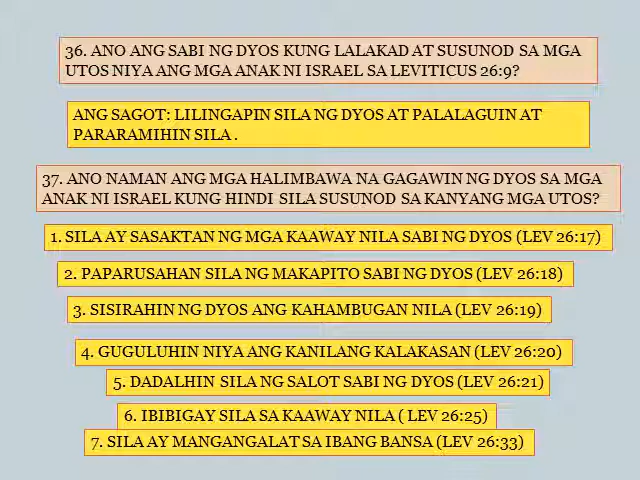 36. ANO ANG SABI NG DYOS KUNG LALAKAD AT SUSUNOD SA MGA
UTOS NIYA ANG MGA ANAK NI ISRAEL SA LEVITICUS 26:9?
ANG SAGOT: LILINGAPIN SILA NG DYOS AT PALALAGUIN AT
PARARAMIHIN SILA .
37. ANO NAMAN ANG MGA HALIMBAWA NA GAGAWIN NG DYOS SA MGA
ANAK NI ISRAEL KUNG HINDI SILA SUSUNOD SA KANYANG MGA UTOS?
1. SILA AY SASAKTAN NG MGA KAAWAY NILA SABI NG DYOS (LEV 26:17)
2. PAPARUSAHAN SILA NG MAKAPITO SABI NG DYOS (LEV 26:18)
3. SISIRAHIN NG DYOS ANG KAHAMBUGAN NILA (LEV 26:19)
4. GUGULUHIN NIYA ANG KANILANG KALAKASAN (LEV 26:20)
5. DADALHIN SILA NG SALOT SABI NG DYOS (LEV 26:21)
6. IBIBIGAY SILA SA KAAWAY NILA ( LEV 26:25)
7. SILA AY MANGANGALAT SA IBANG BANSA (LEV 26:33)